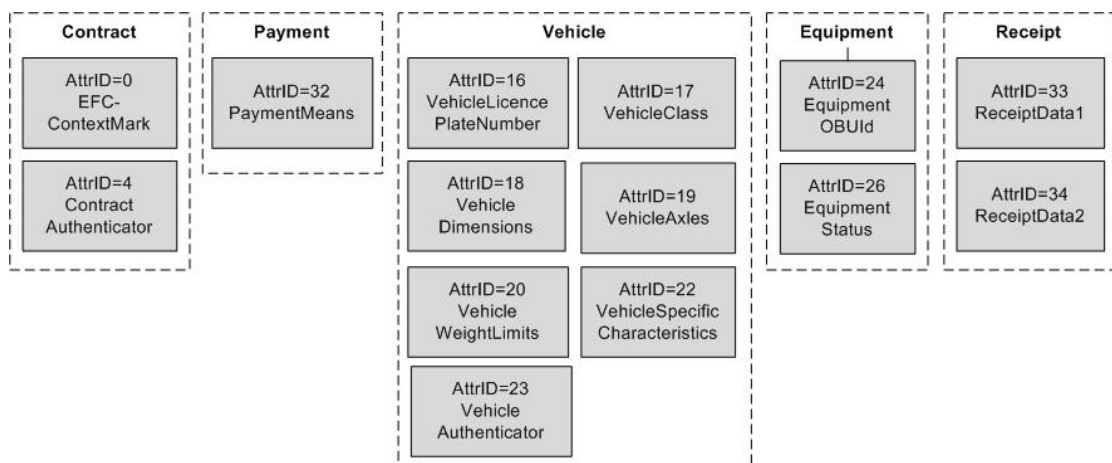 Contract
AttrID=0
EFC-
ContextMark
AttrID=4
Contract
Authenticator
Payment
AttrID=32
PaymentMeans
Vehicle
AttrID=16
VehicleLicence
PlateNumber
AttrID=17
VehicleClass
AttrID=18
Vehicle
Dimensions
AttrID=19
VehicleAxles
AttrID=20
Vehicle
WeightLimits
AttrID=22
VehicleSpecific
Characteristics
AttrID=23
Vehicle
Authenticator
Equipment
AttrID=24
Equipment
OBUId
AttrID=26
Equipment
Status
Receipt
AttrID=33
ReceiptData1
AttrID=34
ReceiptData2